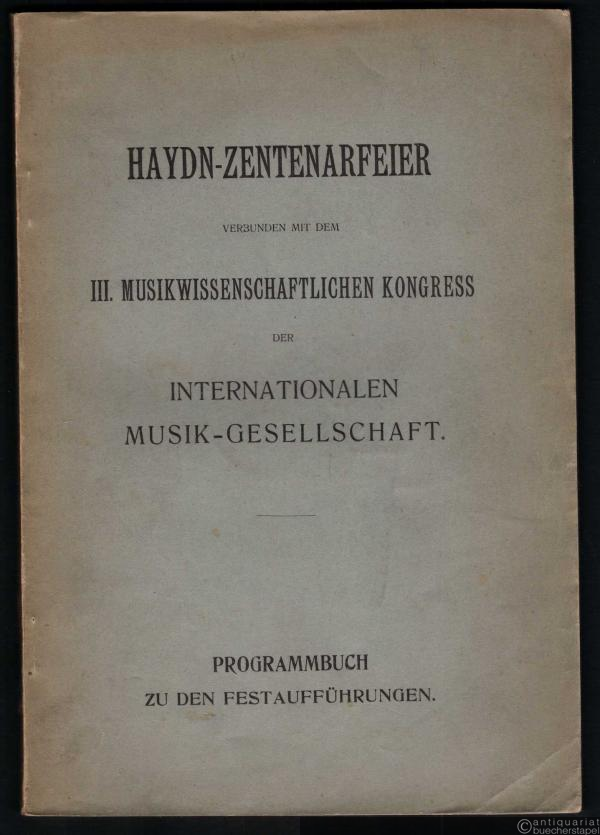 HAYDN-ZENTENARFEIER
VERBUNDEN MIT DEM
III. MUSIKWISSENSCHAFTLICHEN KONGRESS
DER
INTERNATIONALEN
MUSIK-GESELLSCHAFT.
PROGRAMMBUCH
ZU DEN FESTAUFFÜHRUNGEN.
antiquariat
buecherstapel